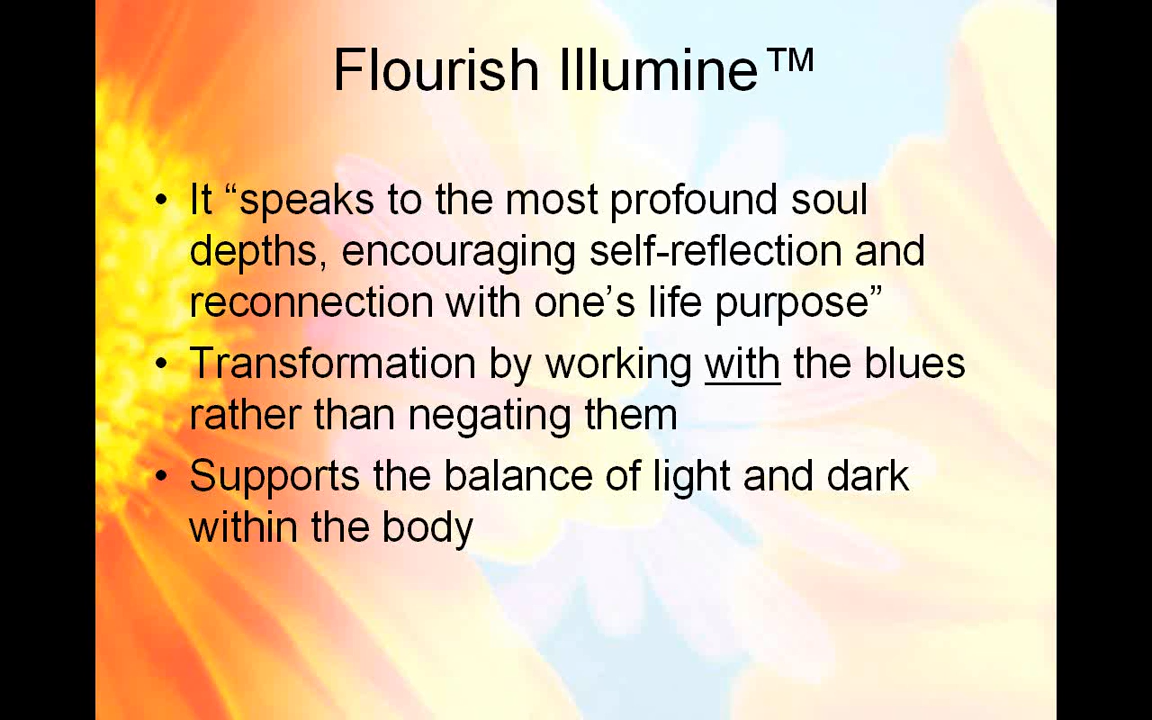 Flourish Illumine™
• It “speaks to the most profound soul
depths, encouraging self-reflection and
reconnection with one’s life purpose”
• Transformation by working with the blues
rather than negating them
• Supports the balance of light and dark
within the body